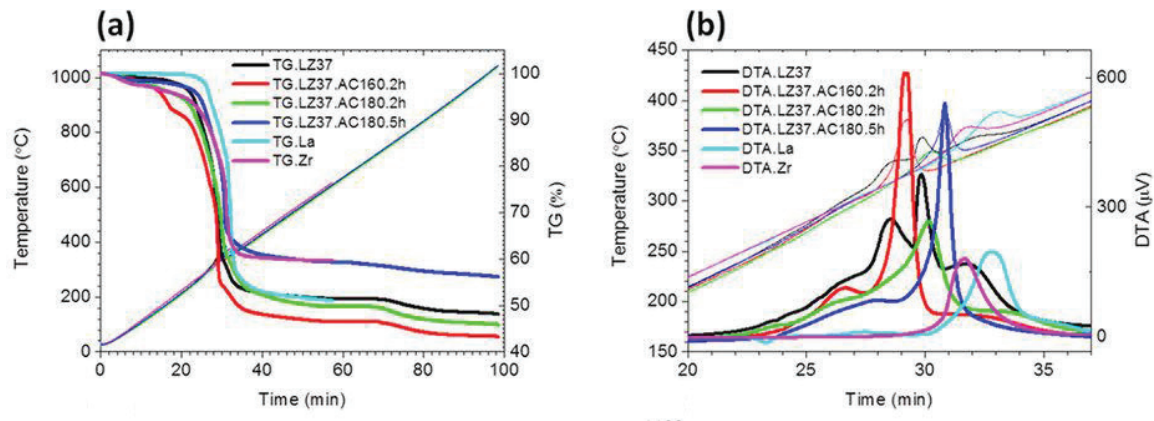 (a)
TG.LZ37
TG.LZ37.AC160.2h
TG.LZ37.AC180.2h
TG.LZ37.AC180.5h
TG.La
TG.Zr
Temperature (°C)
1000
800
600
400
200
0
TG (%)
100
90
80
70
60
50
40
0 20 40 60 80 100
Time (min)
(b)
DTA.LZ37
DTA.LZ37.AC160.2h
DTA.LZ37.AC180.2h
DTA.LZ37.AC180.5h
DTA.La
DTA.Zr
Temperature (°C)
450
400
350
300
250
200
150
DTA (μV)
600
300
0
20 25 30 35
Time (min)